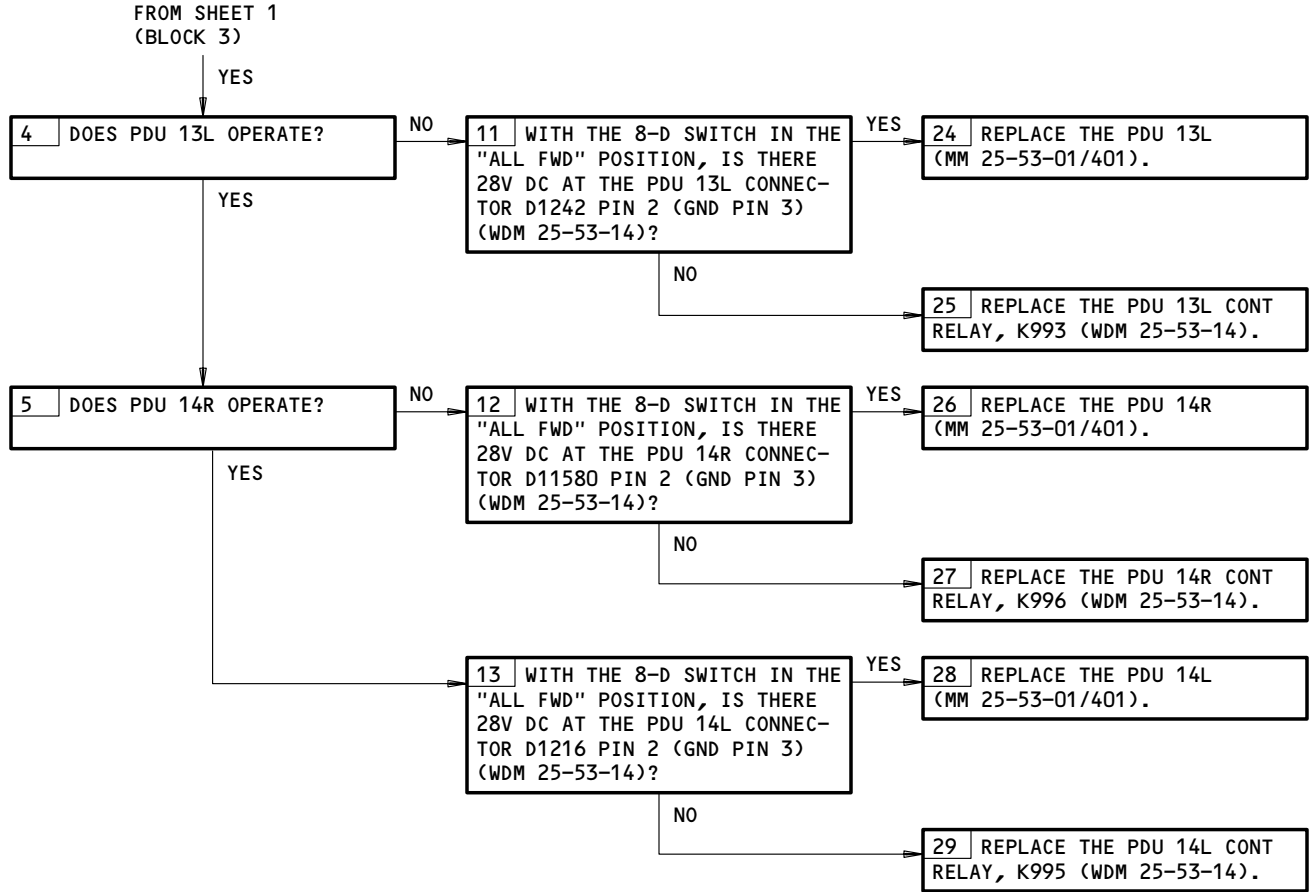 FROM SHEET 1
(BLOCK 3)
YES
4 DOES PDU 13L OPERATE?
NO
11 WITH THE 8-D SWITCH IN THE
"ALL FWD" POSITION, IS THERE
28V DC AT THE PDU 13L CONNEC-
TOR D1242 PIN 2 (GND PIN 3)
(WDM 25-53-14)?
YES
24 REPLACE THE PDU 13L
(MM 25-53-01/401).
YES
NO
25 REPLACE THE PDU 13L CONT
RELAY, K993 (WDM 25-53-14).
5 DOES PDU 14R OPERATE?
NO
12 WITH THE 8-D SWITCH IN THE
"ALL FWD" POSITION, IS THERE
28V DC AT THE PDU 14R CONNEC-
TOR D11580 PIN 2 (GND PIN 3)
(WDM 25-53-14)?
YES
26 REPLACE THE PDU 14R
(MM 25-53-01/401).
YES
NO
27 REPLACE THE PDU 14R CONT
RELAY, K996 (WDM 25-53-14).
13 WITH THE 8-D SWITCH IN THE
"ALL FWD" POSITION, IS THERE
28V DC AT THE PDU 14L CONNEC-
TOR D1216 PIN 2 (GND PIN 3)
(WDM 25-53-14)?
YES
28 REPLACE THE PDU 14L
(MM 25-53-01/401).
NO
29 REPLACE THE PDU 14L CONT
RELAY, K995 (WDM 25-53-14).